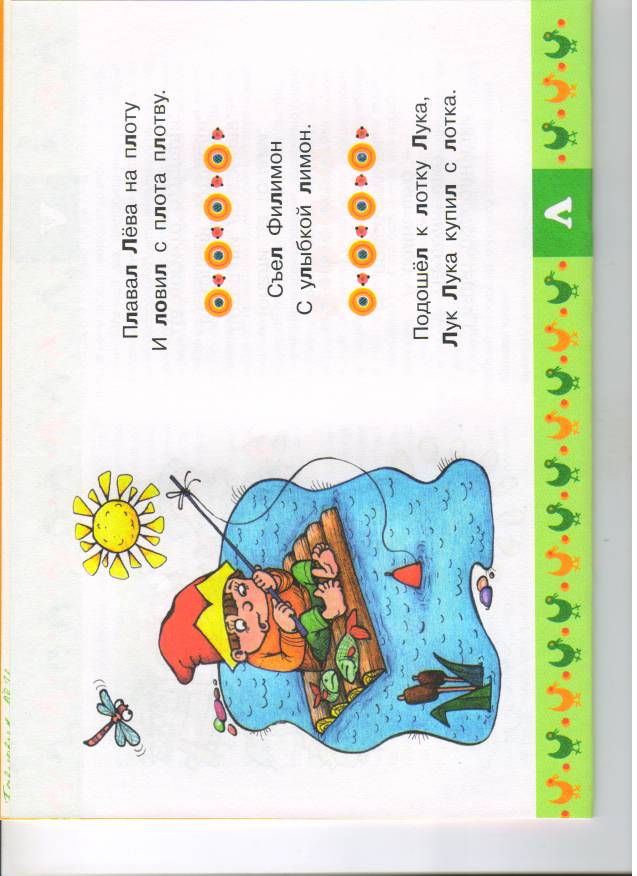 Плавал Лёва на плоту
И ловил с плота плотву.
Съел Филимон
С улыбкой лимон.
Подошёл к лотку Лука,
Лук Лука купил с лотка.
Л